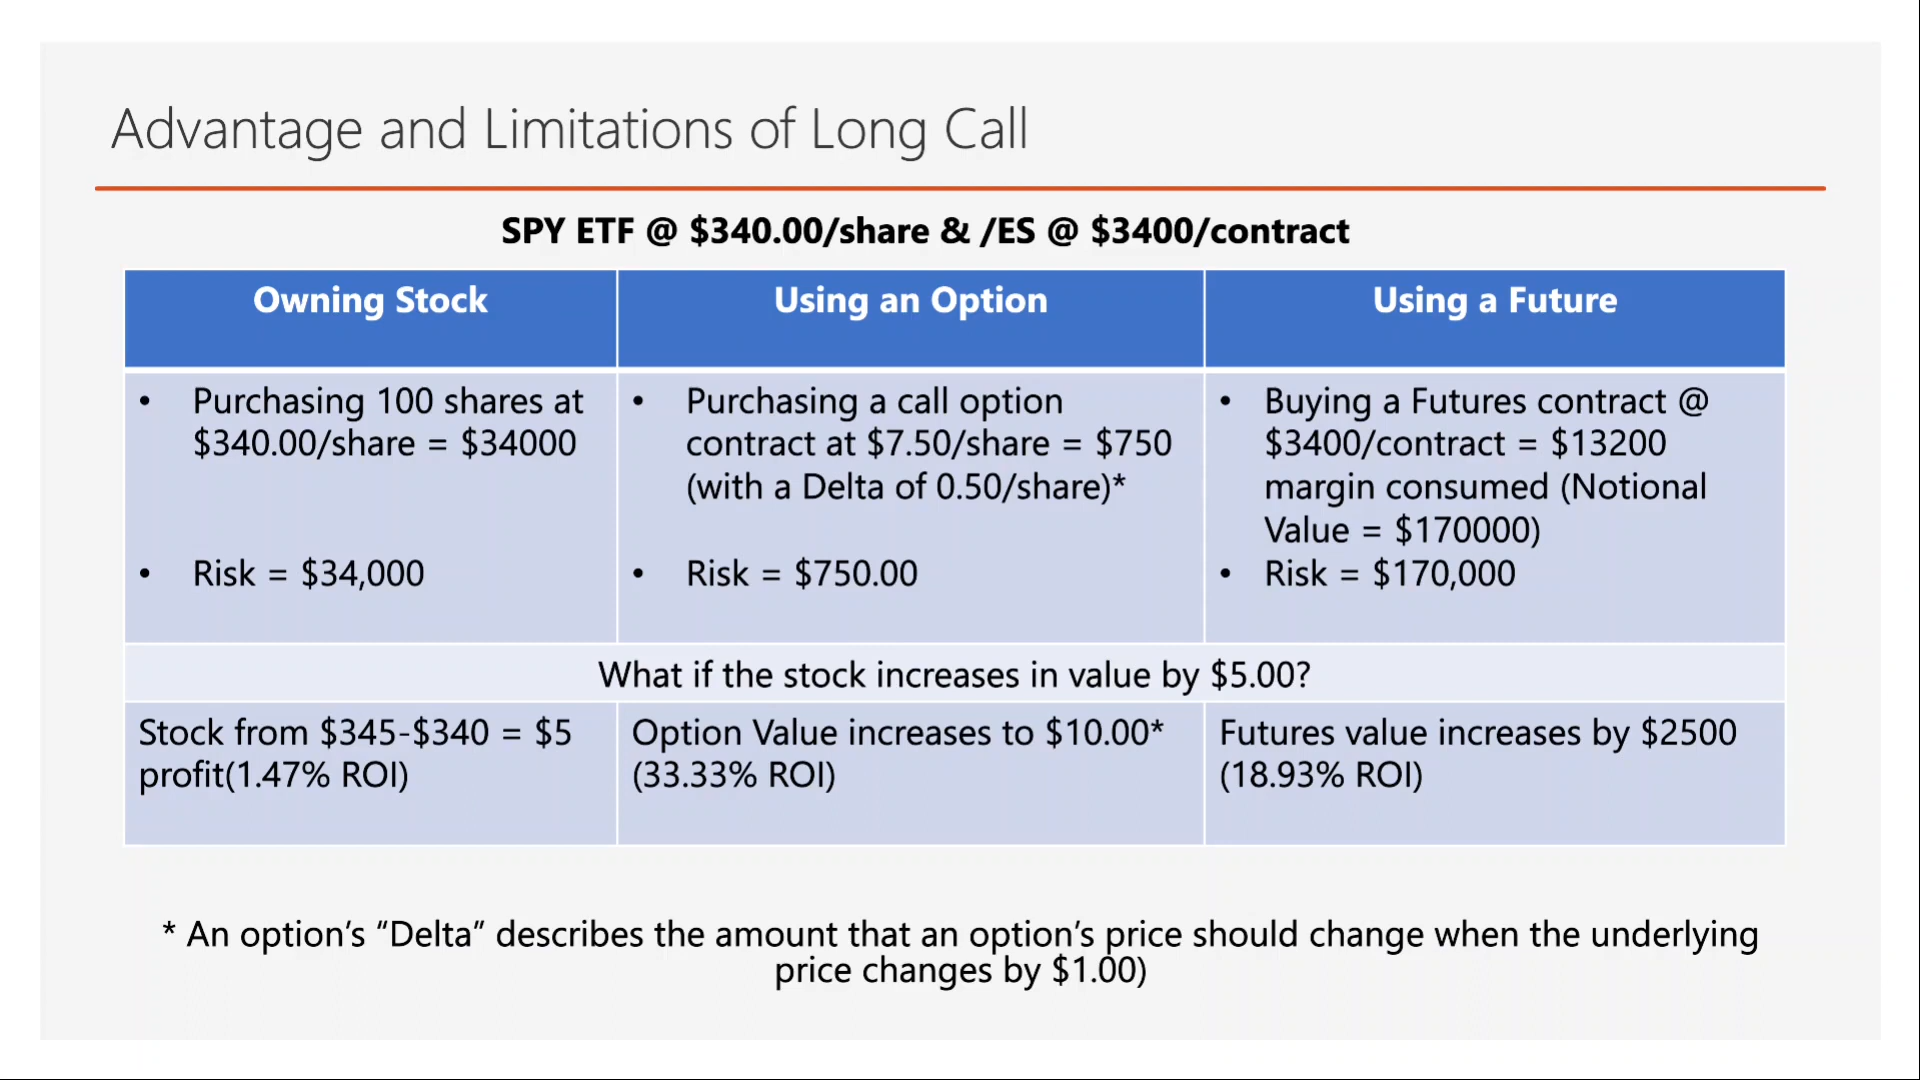 Advantage and Limitations of Long Call
SPY ETF @ $340.00/share & /ES @ $3400/contract
Owning Stock
Using an Option
Using a Future
• Purchasing 100 shares at
$340.00/share = $34000
• Risk = $34,000
• Purchasing a call option
contract at $7.50/share = $750
(with a Delta of 0.50/share)*
• Risk = $750.00
• Buying a Futures contract @
$3400/contract = $13200
margin consumed (Notional
Value = $170000)
• Risk = $170,000
What if the stock increases in value by $5.00?
Stock from $345-$340 = $5
profit(1.47% ROI)
Option Value increases to $10.00*
(33.33% ROI)
Futures value increases by $2500
(18.93% ROI)
* An option’s “Delta” describes the amount that an option’s price should change when the underlying
price changes by $1.00)